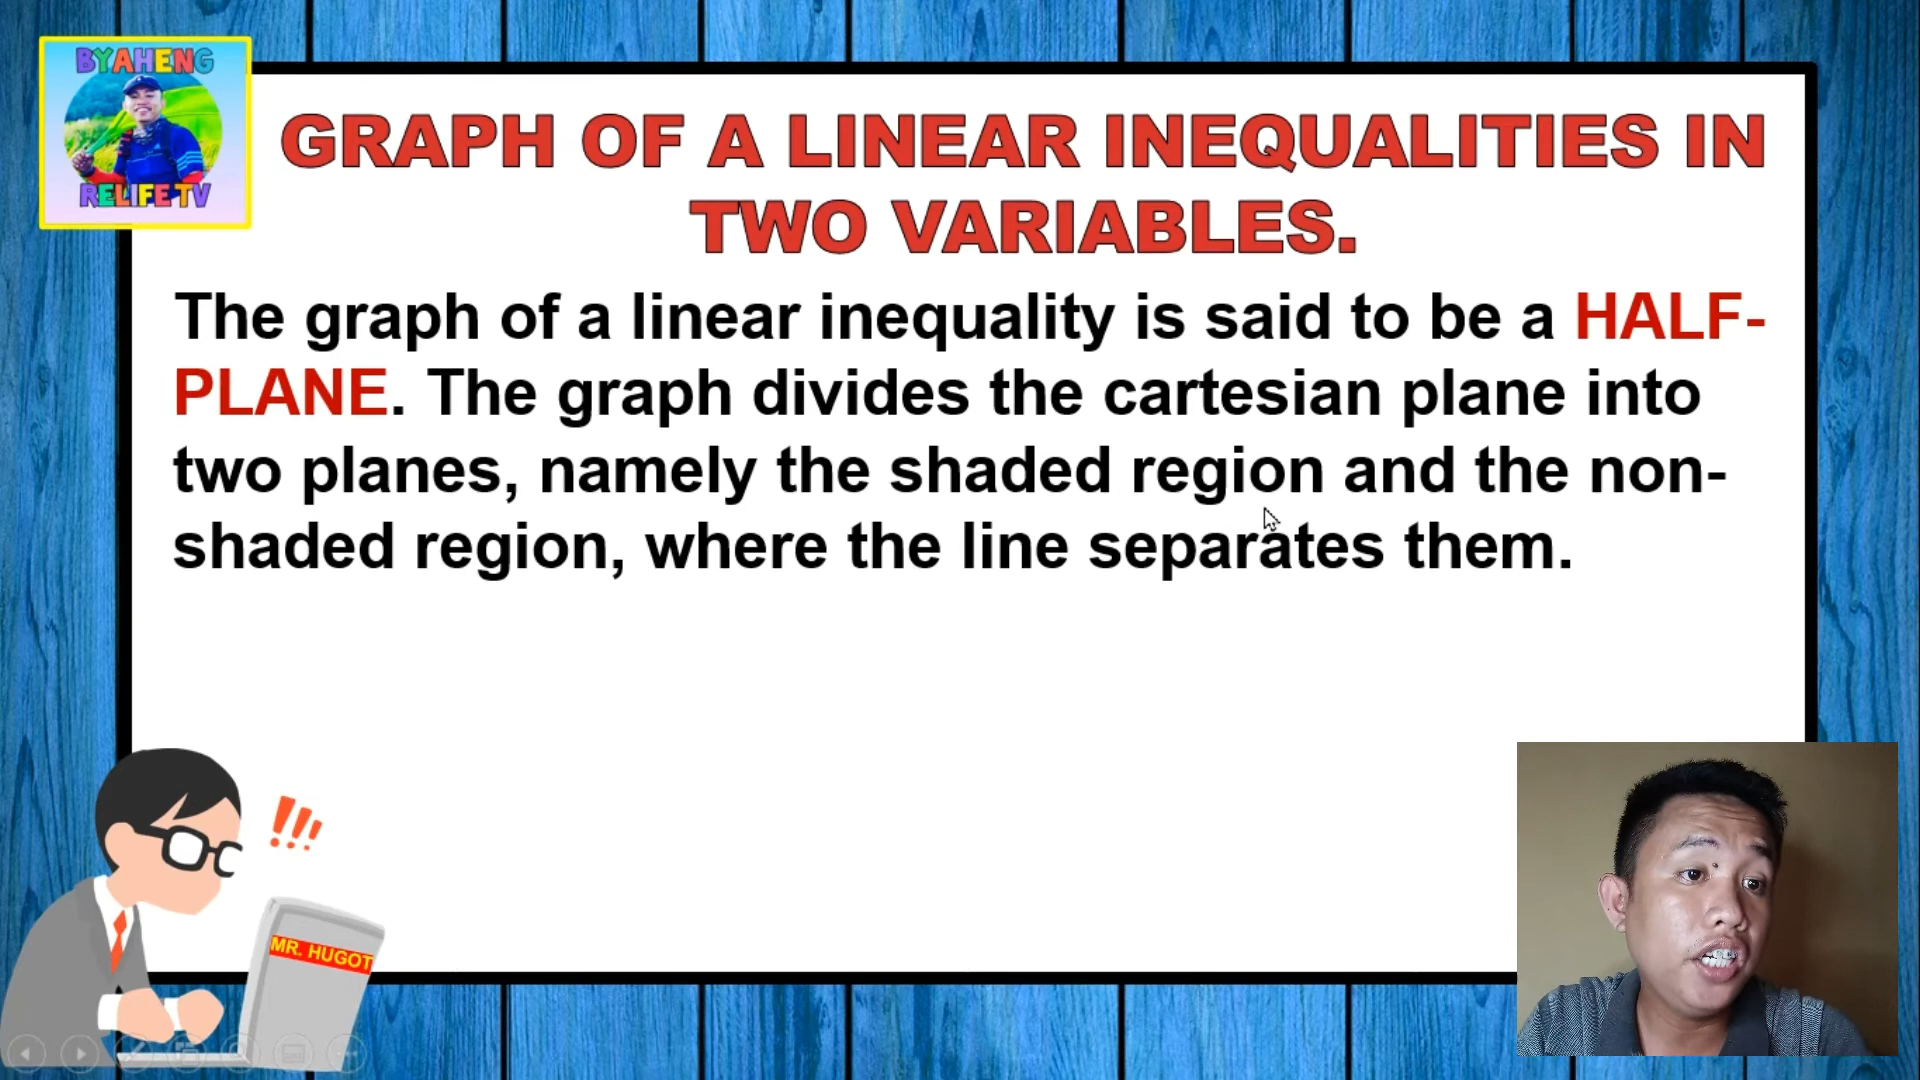 BYAHENG
RELIFE TV
GRAPH OF A LINEAR INEQUALITIES IN
TWO VARIABLES.
The graph of a linear inequality is said to be a HALF-
PLANE. The graph divides the cartesian plane into
two planes, namely the shaded region and the non-
shaded region, where the line separates them.
MR. HUGOT